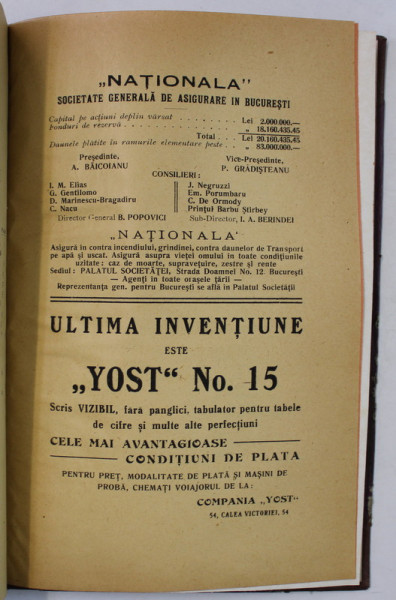 „NAȚIONALA"
SOCIETATE GENERALĂ DE ASIGURARE IN BUCUREȘTI
Capital pe acțiuni depliu vărsat . . . . . . . . Lei 2.000.000.—
Fonduri de rezervă . . . . . . . . . . . „ 18.160.435.45
Total . . . Lei 20.160.435.45
Daunele plătite în ramurile elementare peste . . „ 83.000.000—
Președinte, Vice-Președinte,
A. BĂICOIANU P. GRĂDIȘTEANU
CONSILIERI :
I. M. Elias J. Negruzzi
G. Gentilomo Em. Porumbaru
D. Marinescu-Bragadiru C. De Ormody
C. Nacu Prințul Barbu Știrbey
Director General B. POPOVICI Sub-Director, I. A. BERINDEI
„NAȚIONALA"
Asigură in contra incendiului, grindinei, contra daunelor de Transport
pe apă și uscat. Asigură asupra vieței omului in toate condițiunile
uzitate : caz de moarte, supravețuire, zestre și rente
Sediul : PALATUL SOCIETĂȚEI, Strada Doamnei No. 12 București
— Agenți in toate orașele țării —
Reprezentanța gen. pentru București se află in Palatul Societății
ULTIMA INVENȚIUNE
ESTE
„YOST“ No. 15
Scris VIZIBIL, fară panglici, tabulator pentru tabele
de cifre și multe alte perfecțiuni
CELE MAI AVANTAGIOASE
CONDIȚIUNI DE PLATA
PENTRU PREȚ, MODALITATE DE PLATĂ ȘI MAȘINI DE
PROBĂ, CHEMAȚI VOIAJORUL DE LA :
COMPANIA „YOST“
54, CALEA VICTORIEI, 54